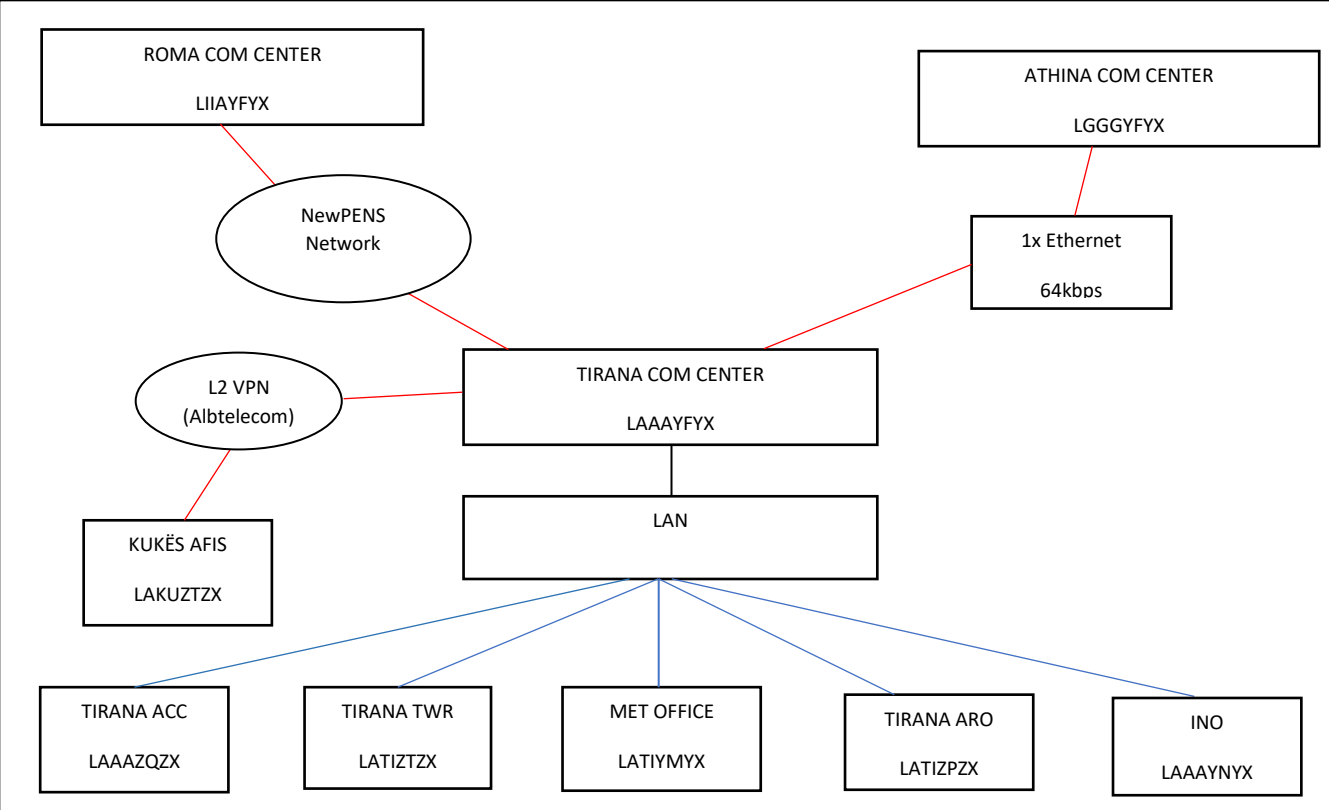 ROMA COM CENTER
LIIAYFYX
ATHINA COM CENTER
LGGGYFYX
NewPENS
Network
1x Ethernet
64kbps
TIRANA COM CENTER
LAAAYFYX
L2 VPN
(Albtelecom)
LAN
KUKËS AFIS
LAKUZTZX
TIRANA ACC
LAAAZQZX
TIRANA TWR
LATIZTZX
MET OFFICE
LATIYMYX
TIRANA ARO
LATIZPZX
INO
LAAAYNYX